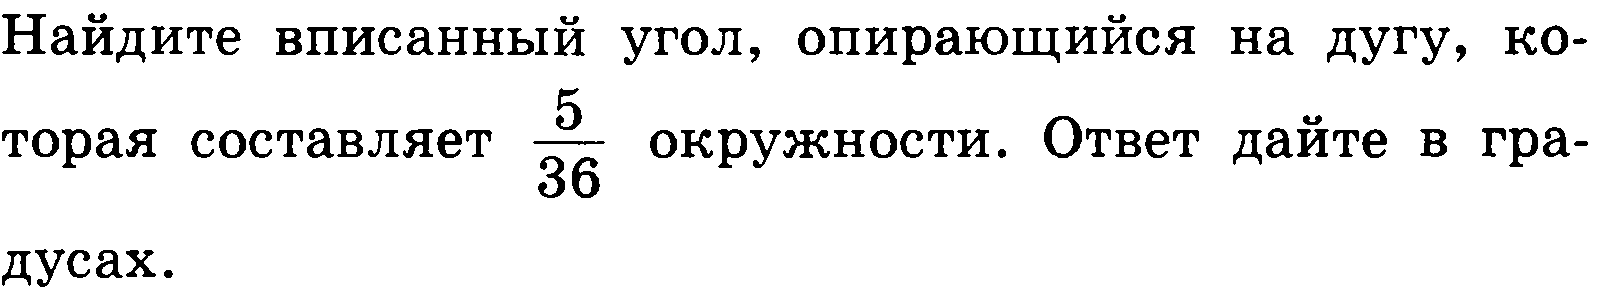 Найдите вписанный угол, опирающийся на дугу, ко-
торая составляет 5/36 окружности. Ответ дайте в гра-
дусах.